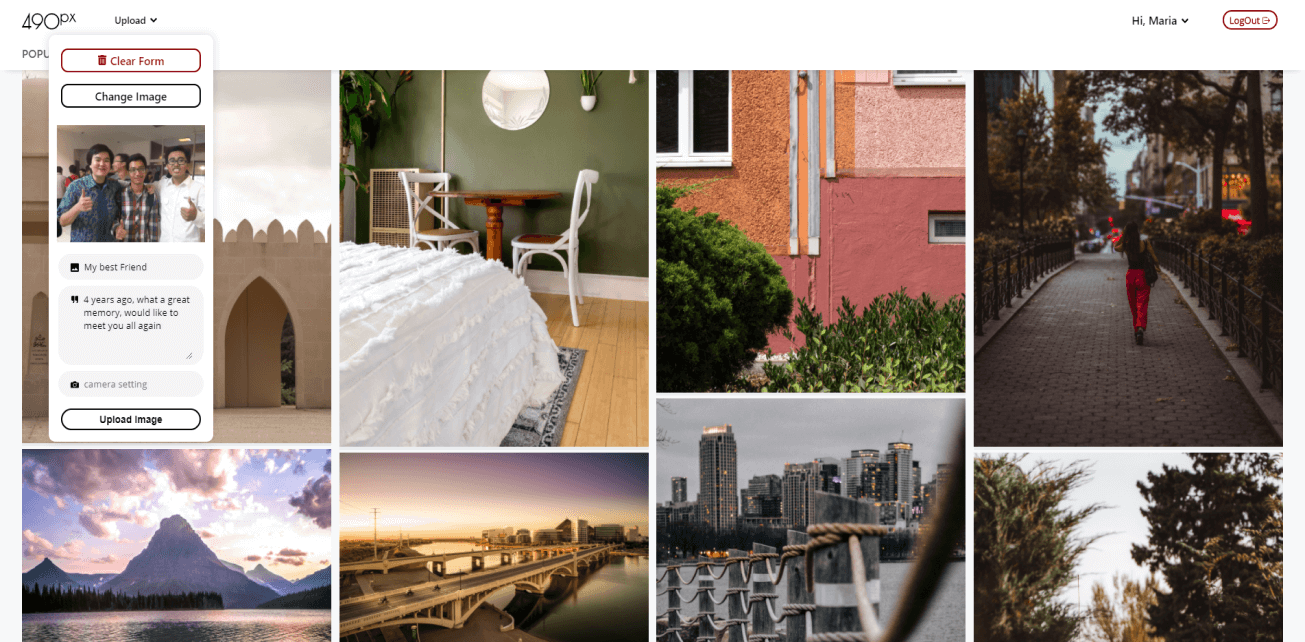 490px
Upload
Hi, Maria
LogOut
POPU
Clear Form
Change Image
My best Friend
4 years ago, what a great
memory, would like to
meet you all again
camera setting
Upload Image